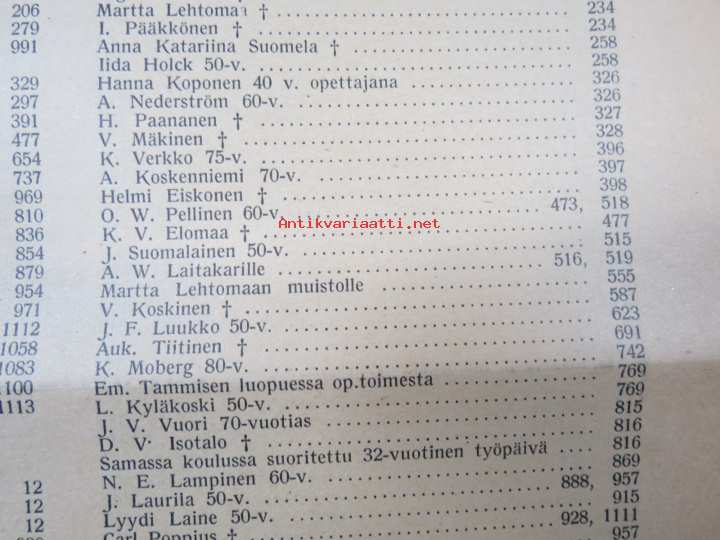 206
279
991
329
297
391
477
654
737
969
810
836
854
879
954
971
1112
1058
1083
1100
1113
12
12
12
Martta Lehtomaa † 234
I. Pääkkönen † 234
Anna Katariina Suomela † 258
Iida Holck 50-v. 258
Hanna Koponen 40 v. opettajana 326
A. Nederström 60-v. 326
H. Paananen † 327
V. Mäkinen † 328
K. Verkko 75-v. 396
A. Koskenniemi 70-v. 397
Helmi Eiskonen † 398
O. W. Pellinen 60-v. 473, 518
Antikvariaatti.net
K. V. Elomaa † 477
J. Suomalainen 50-v. 515
A. W. Laitakarille 516, 519
Martta Lehtomaan muistolle 555
V. Koskinen † 587
J. F. Luukko 50-v. 623
Auk. Tiitinen † 691
K. Moberg 80-v. 742
Em. Tammisen luopuessa op.toimesta 769
L. Kyläkoski 50-v. 769
J. V. Vuori 70-vuotias 815
D. V. Isotalo † 816
Samassa koulussa suoritettu 32-vuotinen työpäivä 816
N. E. Lampinen 60-v. 869
J. Laurila 50-v. 888, 957
Lyydi Laine 50-v. 915
Carl Poppius † 928, 1111
957